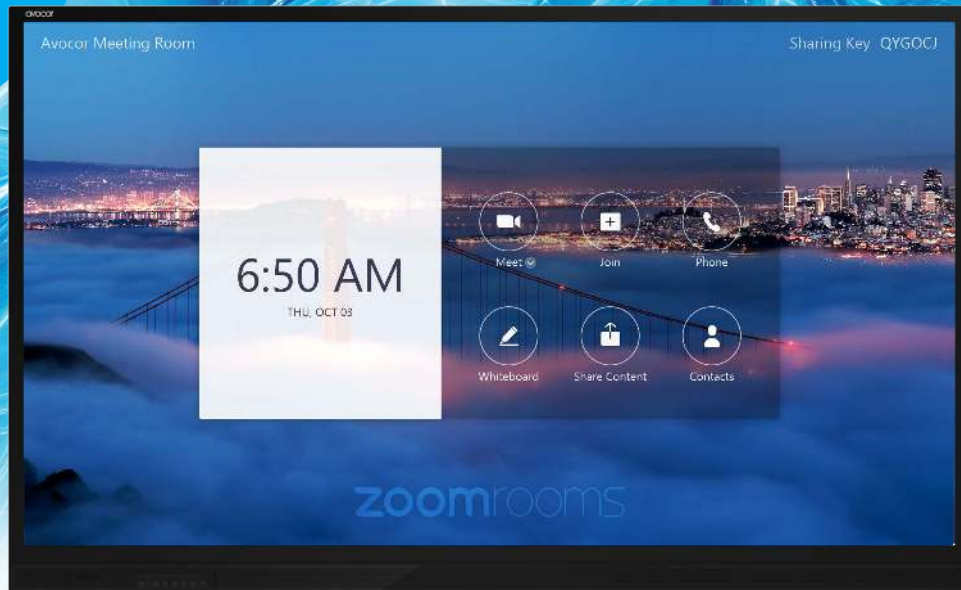 avocor
Avocor Meeting Room
Sharing Key QYGOCJ
6:50 AM
THU, OCT 03
Meet
Join
Phone
Whiteboard
Share Content
Contacts
zoomrooms